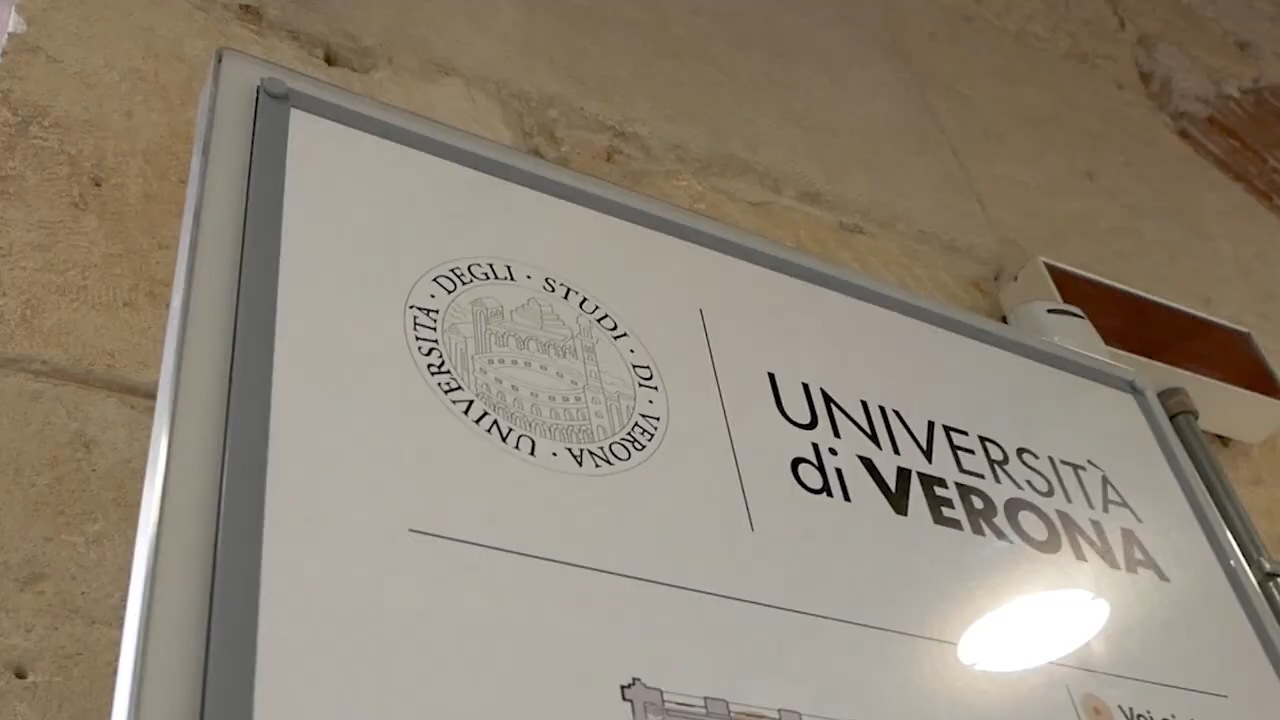 UNIVERSITÀ · DEGLI · STUDI · DI · VERONA ·
UNIVERSITÀ
di VERONA